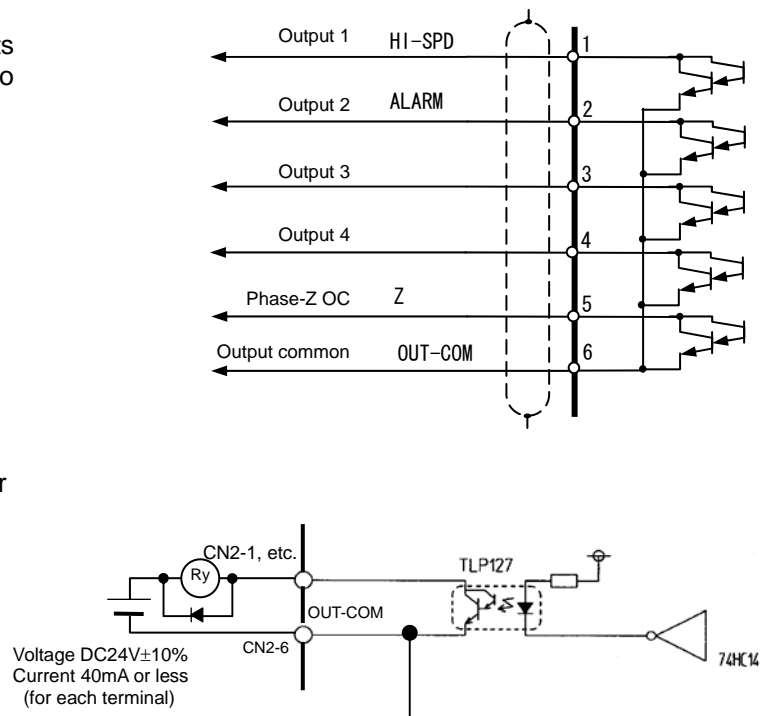 ts
Output 1 HI-SPD 1
o
Output 2 ALARM 2
Output 3 3
Output 4 4
Phase-Z OC Z 5
Output common OUT-COM 6
r
CN2-1, etc.
TLP127
Ry
OUT-COM
CN2-6
Voltage DC24V±10%
Current 40mA or less
(for each terminal)
74HC14